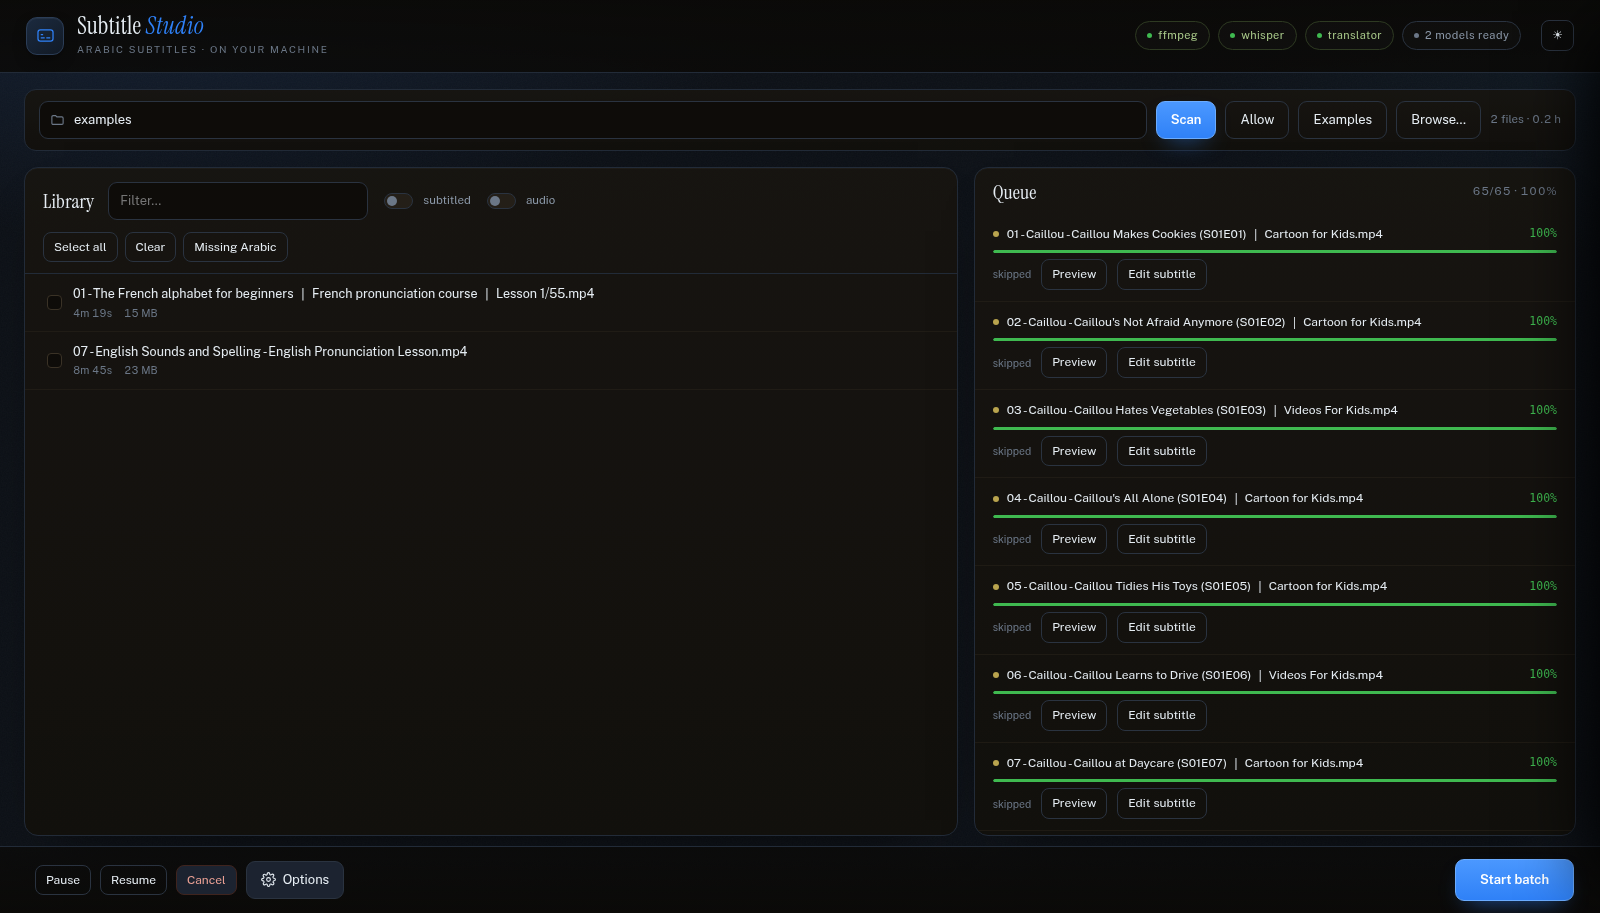 Subtitle Studio
ARABIC SUBTITLES · ON YOUR MACHINE
ffmpeg
whisper
translator
2 models ready
examples
Scan
Allow
Examples
Browse...
2 files · 0.2 h
Library
Filter...
subtitled
audio
Select all
Clear
Missing Arabic
01 - The French alphabet for beginners | French pronunciation course | Lesson 1/55.mp4
4m 19s 15 MB
07 - English Sounds and Spelling - English Pronunciation Lesson.mp4
8m 45s 23 MB
Queue
65/65 · 100%
01 - Caillou - Caillou Makes Cookies (S01E01) | Cartoon for Kids.mp4
100%
skipped
Preview
Edit subtitle
02 - Caillou - Caillou's Not Afraid Anymore (S01E02) | Cartoon for Kids.mp4
100%
skipped
Preview
Edit subtitle
03 - Caillou - Caillou Hates Vegetables (S01E03) | Videos For Kids.mp4
100%
skipped
Preview
Edit subtitle
04 - Caillou - Caillou's All Alone (S01E04) | Cartoon for Kids.mp4
100%
skipped
Preview
Edit subtitle
05 - Caillou - Caillou Tidies His Toys (S01E05) | Cartoon for Kids.mp4
100%
skipped
Preview
Edit subtitle
06 - Caillou - Caillou Learns to Drive (S01E06) | Videos For Kids.mp4
100%
skipped
Preview
Edit subtitle
07 - Caillou - Caillou at Daycare (S01E07) | Cartoon for Kids.mp4
100%
skipped
Preview
Edit subtitle
Pause
Resume
Cancel
Options
Start batch